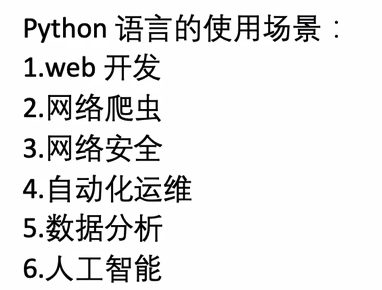 Python 语言的使用场景：
1.web 开发
2.网络爬虫
3.网络安全
4.自动化运维
5.数据分析
6.人工智能